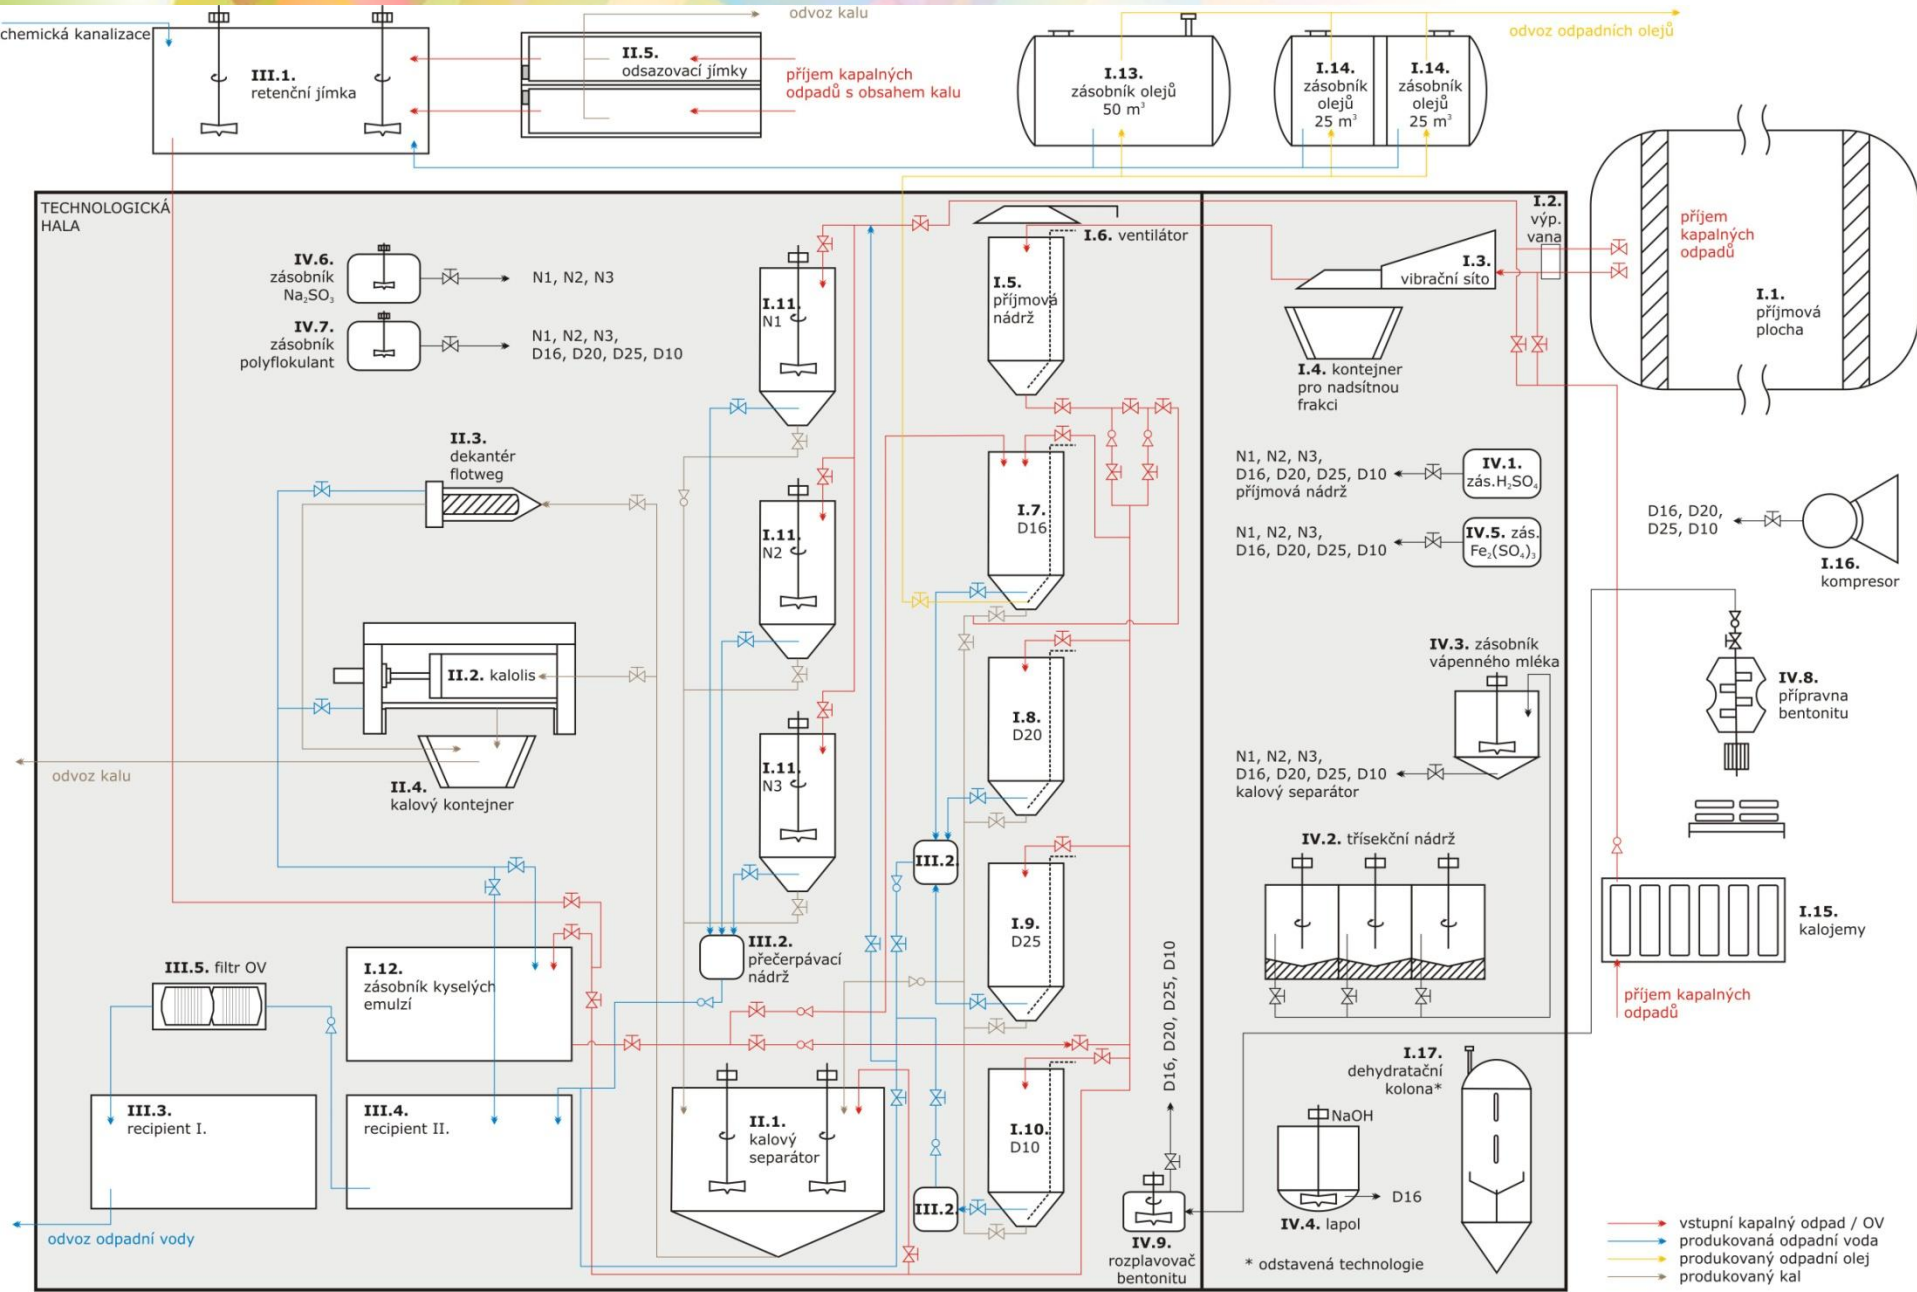 chemická kanalizace
III.1.
retenční jímka
odvoz kalu
II.5.
odsazovací jímky
příjem kapalných
odpadů s obsahem kalu
I.13.
zásobník olejů
50 m³
I.14.
zásobník
olejů
25 m³
I.14.
zásobník
olejů
25 m³
odvoz odpadních olejů
TECHNOLOGICKÁ
HALA
IV.6.
zásobník
Na₂SO₃
N1, N2, N3
IV.7.
zásobník
polyflokulant
N1, N2, N3,
D16, D20, D25, D10
I.11.
N1
I.6. ventilátor
I.5.
příjmová
nádrž
I.3.
vibrační síto
I.2.
výp.
vana
příjem
kapalných
odpadů
I.1.
příjmová
plocha
I.4. kontejner
pro nadsítnou
frakci
II.3.
dekantér
flotweg
I.11.
N2
I.7.
D16
N1, N2, N3,
D16, D20, D25, D10
příjmová nádrž
IV.1.
zás.H₂SO₄
N1, N2, N3,
D16, D20, D25, D10
IV.5. zás.
Fe₂(SO₄)₃
D16, D20,
D25, D10
I.16.
kompresor
II.2. kalolis
odvoz kalu
II.4.
kalový kontejner
I.11.
N3
I.8.
D20
IV.3. zásobník
vápenného mléka
N1, N2, N3,
D16, D20, D25, D10
kalový separátor
IV.8.
přípravna
bentonitu
IV.2. třísekční nádrž
III.2.
I.9.
D25
I.15.
kalojemy
příjem kapalných
odpadů
III.5. filtr OV
I.12.
zásobník kyselých
emulzí
III.2.
přečerpávací
nádrž
D16, D20, D25, D10
III.3.
recipient I.
III.4.
recipient II.
II.1.
kalový
separátor
I.10.
D10
III.2.
odvoz odpadní vody
IV.9.
rozplavovač
bentonitu
NaOH
D16
IV.4. lapol
I.17.
dehydratační
kolona*
* odstavená technologie
vstupní kapalný odpad / OV
produkovaná odpadní voda
produkovaný odpadní olej
produkovaný kal